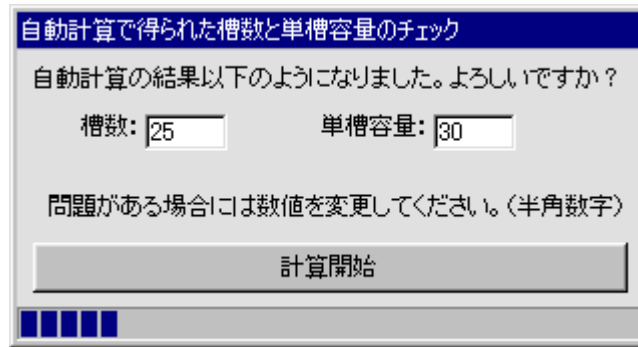 自動計算で得られた槽数と単槽容量のチェック
自動計算の結果以下のようになりました。よろしいですか？
槽数: 25 単槽容量: 30
問題がある場合には数値を変更してください。(半角数字)
計算開始